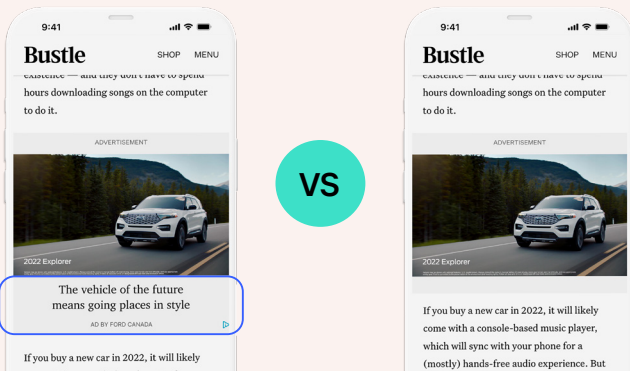 9:41
Bustle
SHOP MENU
existence — and they don't have to spend
hours downloading songs on the computer
to do it.
ADVERTISEMENT
2022 Explorer
The vehicle of the future
means going places in style
AD BY FORD CANADA
If you buy a new car in 2022, it will likely
VS
9:41
Bustle
SHOP MENU
existence — and they don't have to spend
hours downloading songs on the computer
to do it.
ADVERTISEMENT
2022 Explorer
If you buy a new car in 2022, it will likely
come with a console-based music player,
which will sync with your phone for a
(mostly) hands-free audio experience. But